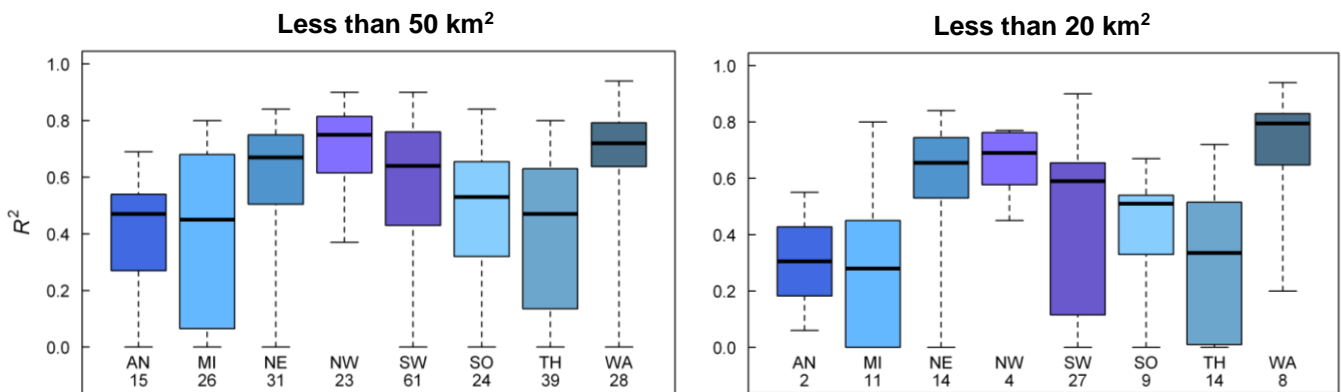 Less than 50 km²
1.0
0.8
0.6
0.4
0.2
0.0
R²
AN MI NE NW SW SO TH WA
15 26 31 23 61 24 39 28
Less than 20 km²
1.0
0.8
0.6
0.4
0.2
0.0
AN MI NE NW SW SO TH WA
2 11 14 4 27 9 14 8